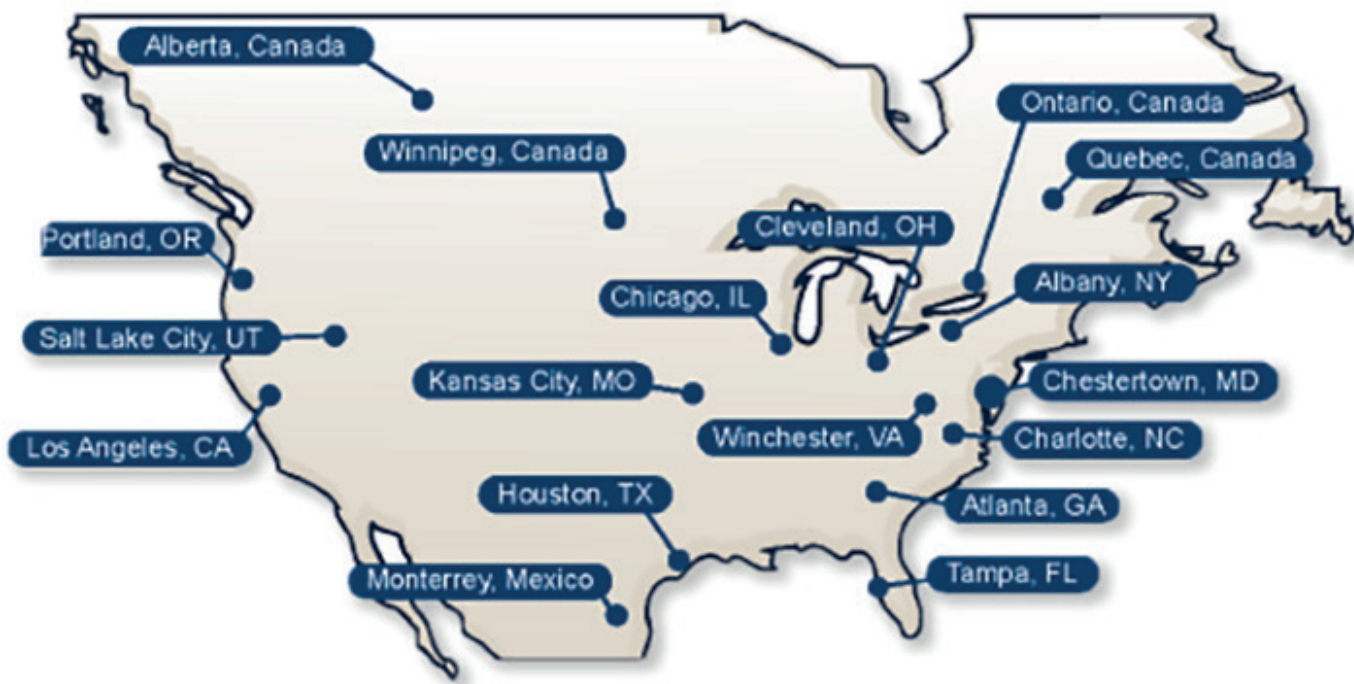 Alberta, Canada
Ontario, Canada
Winnipeg, Canada
Quebec, Canada
Cleveland, OH
Portland, OR
Albany, NY
Chicago, IL
Salt Lake City, UT
Kansas City, MO
Chestertown, MD
Winchester, VA
Charlotte, NC
Los Angeles, CA
Houston, TX
Atlanta, GA
Monterrey, Mexico
Tampa, FL